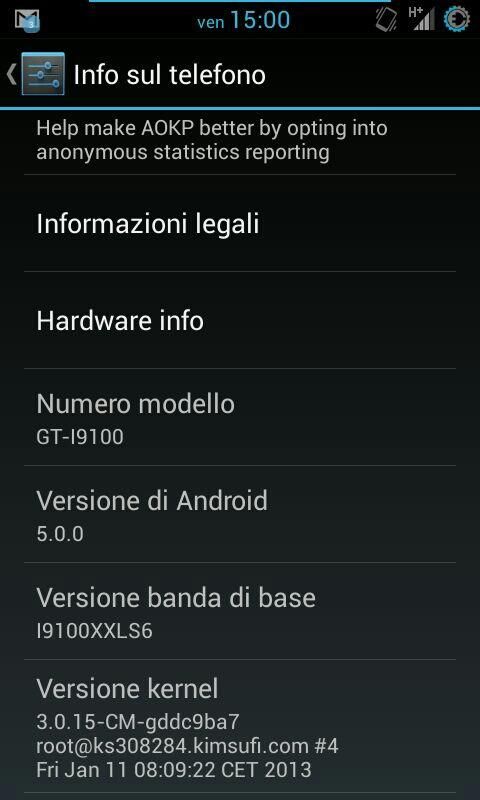 3
ven 15:00
H+
Info sul telefono
Help make AOKP better by opting into
anonymous statistics reporting
Informazioni legali
Hardware info
Numero modello
GT-I9100
Versione di Android
5.0.0
Versione banda di base
I9100XXLS6
Versione kernel
3.0.15-CM-gddc9ba7
root@ks308284.kimsufi.com #4
Fri Jan 11 08:09:22 CET 2013